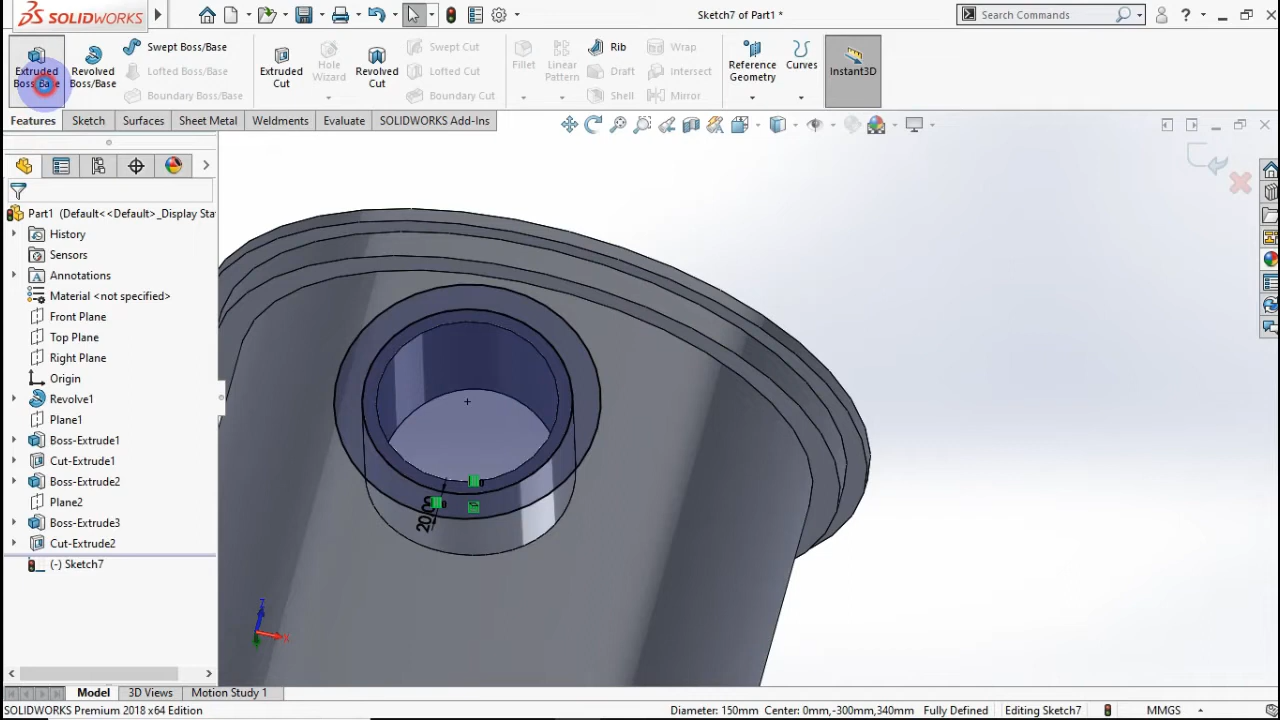 SOLIDWORKS
Sketch7 of Part1 *
Search Commands
?
Extruded
Boss/Base
Revolved
Boss/Base
Swept Boss/Base
Lofted Boss/Base
Boundary Boss/Base
Extruded
Cut
Hole
Wizard
Revolved
Cut
Swept Cut
Lofted Cut
Boundary Cut
Fillet
Linear
Pattern
Rib
Draft
Shell
Wrap
Intersect
Mirror
Reference
Geometry
Curves
Instant3D
Features
Sketch
Surfaces
Sheet Metal
Weldments
Evaluate
SOLIDWORKS Add-Ins
Part1 (Default<<Default>_Display Sta
History
Sensors
Annotations
Material <not specified>
Front Plane
Top Plane
Right Plane
Origin
Revolve1
Plane1
Boss-Extrude1
Cut-Extrude1
Boss-Extrude2
Plane2
Boss-Extrude3
Cut-Extrude2
(-) Sketch7
Z
X
Model
3D Views
Motion Study 1
SOLIDWORKS Premium 2018 x64 Edition
Diameter: 150mm Center: 0mm,-300mm,340mm
Fully Defined
Editing Sketch7
MMGS